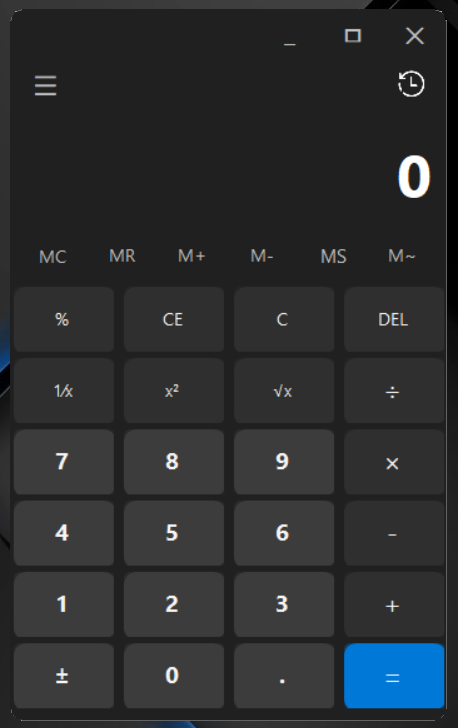 0
MC MR M+ M- MS M~
% CE C DEL
1/x x² √x ÷
7 8 9 ×
4 5 6 -
1 2 3 +
± 0 . =